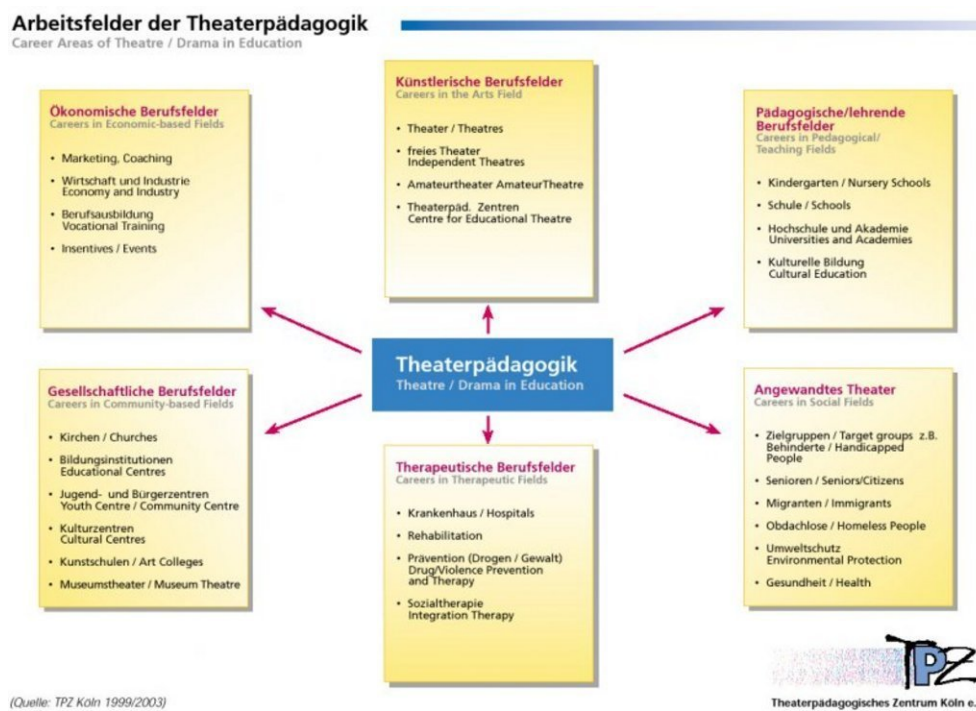 Arbeitsfelder der Theaterpädagogik
Career Areas of Theatre / Drama in Education
Ökonomische Berufsfelder
Careers in Economic-based Fields
• Marketing, Coaching
• Wirtschaft und Industrie
Economy and Industry
• Berufsausbildung
Vocational Training
• Insentives / Events
Künstlerische Berufsfelder
Careers in the Arts Field
• Theater / Theatres
• freies Theater
Independent Theatres
• Amateurtheater AmateurTheatre
• Theaterpäd. Zentren
Centre for Educational Theatre
Pädagogische/lehrende
Berufsfelder
Careers in Pedagogical/
Teaching Fields
• Kindergarten / Nursery Schools
• Schule / Schools
• Hochschule und Akademie
Universities and Academies
• Kulturelle Bildung
Cultural Education
Theaterpädagogik
Theatre / Drama in Education
Gesellschaftliche Berufsfelder
Careers in Community-based Fields
• Kirchen / Churches
• Bildungsinstitutionen
Educational Centres
• Jugend- und Bürgerzentren
Youth Centre / Community Centre
• Kulturzentren
Cultural Centres
• Kunstschulen / Art Colleges
• Museumstheater / Museum Theatre
Therapeutische Berufsfelder
Careers in Therapeutic Fields
• Krankenhaus / Hospitals
• Rehabilitation
• Prävention (Drogen / Gewalt)
Drug/Violence Prevention
and Therapy
• Sozialtherapie
Integration Therapy
Angewandtes Theater
Careers in Social Fields
• Zielgruppen / Target groups z.B.
Behinderte / Handicapped
People
• Senioren / Seniors/Citizens
• Migranten / Immigrants
• Obdachlose / Homeless People
• Umweltschutz
Environmental Protection
• Gesundheit / Health
(Quelle: TPZ Köln 1999/2003)
TPZ
Theaterpädagogisches Zentrum Köln e.